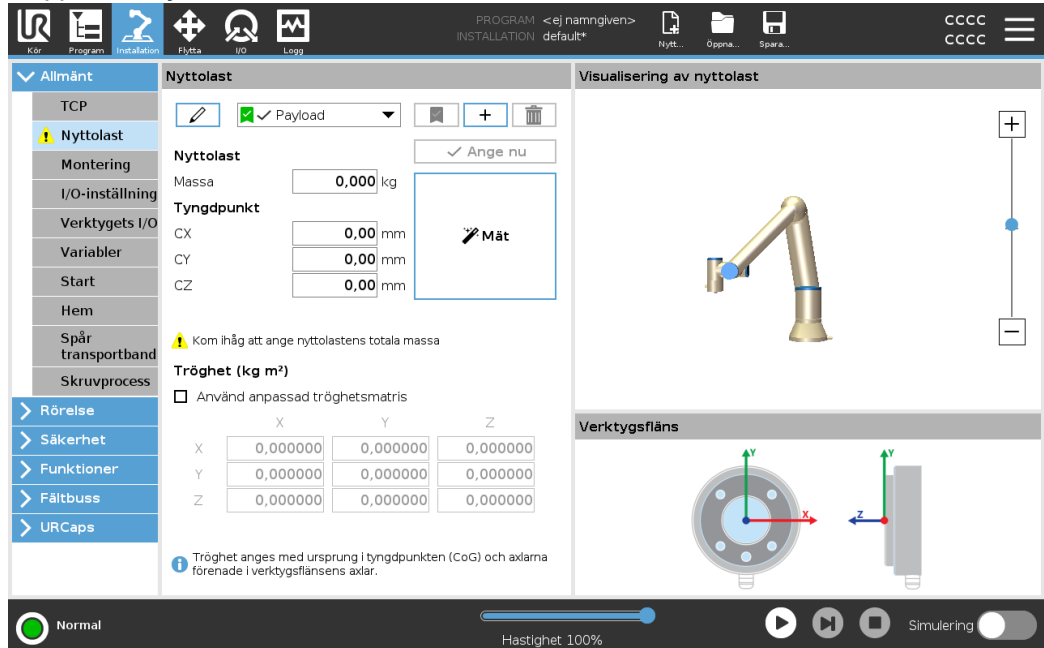 PROGRAM <ej namngiven>
INSTALLATION default*
CCCC
CCCC
Kör Program Installation Flytta I/O Logg Nytt... Öppna... Spara...
Allmänt
TCP
Nyttolast
Montering
I/O-inställning
Verktygets I/O
Variabler
Start
Hem
Spår
transportband
Skruvprocess
Rörelse
Säkerhet
Funktioner
Fältbuss
URCaps
Nyttolast
Payload
Ange nu
Nyttolast
Massa 0,000 kg
Tyngdpunkt
CX 0,00 mm
CY 0,00 mm
CZ 0,00 mm
Mät
Kom ihåg att ange nyttolastens totala massa
Tröghet (kg m²)
Använd anpassad tröghetsmatris
X Y Z
X 0,000000 0,000000 0,000000
Y 0,000000 0,000000 0,000000
Z 0,000000 0,000000 0,000000
Tröghet anges med ursprung i tyngdpunkten (CoG) och axlarna
förenade i verktygsflänsens axlar.
Visualisering av nyttolast
Verktygsfläns
Y
X
Y
Z
Normal
Hastighet 100%
Simulering